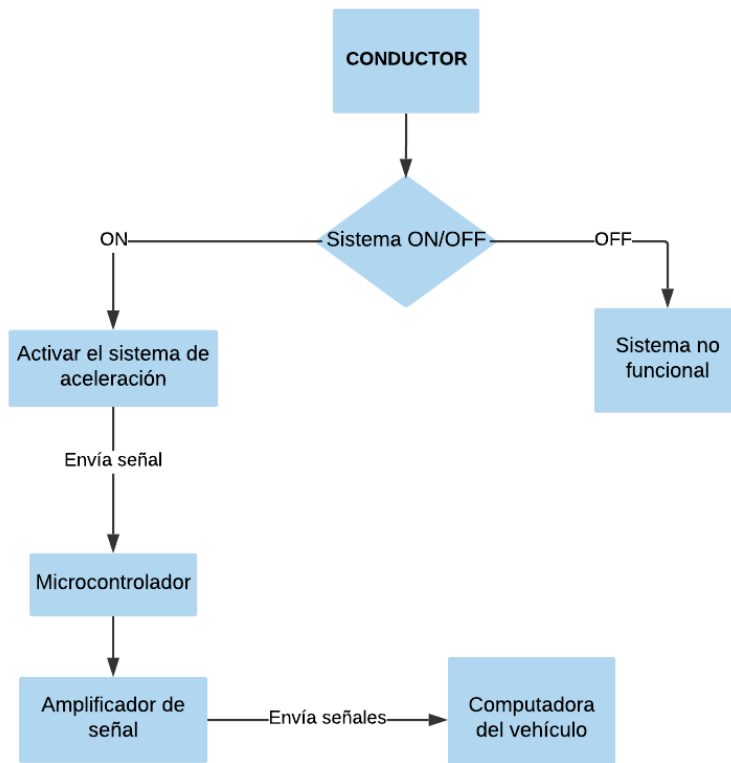 CONDUCTOR
Sistema ON/OFF
ON
OFF
Activar el sistema de
aceleración
Sistema no
funcional
Envía señal
Microcontrolador
Amplificador de
señal
Envía señales
Computadora
del vehículo